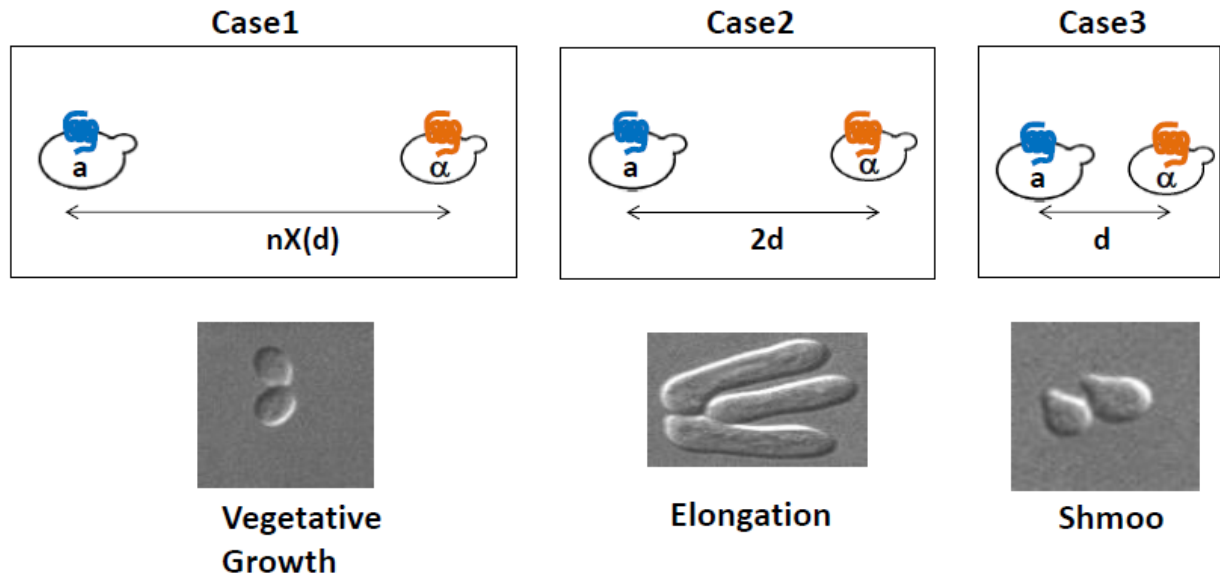 Case1
Case2
Case3
a
α
a
α
a
α
nX(d)
2d
d
Vegetative
Growth
Elongation
Shmoo